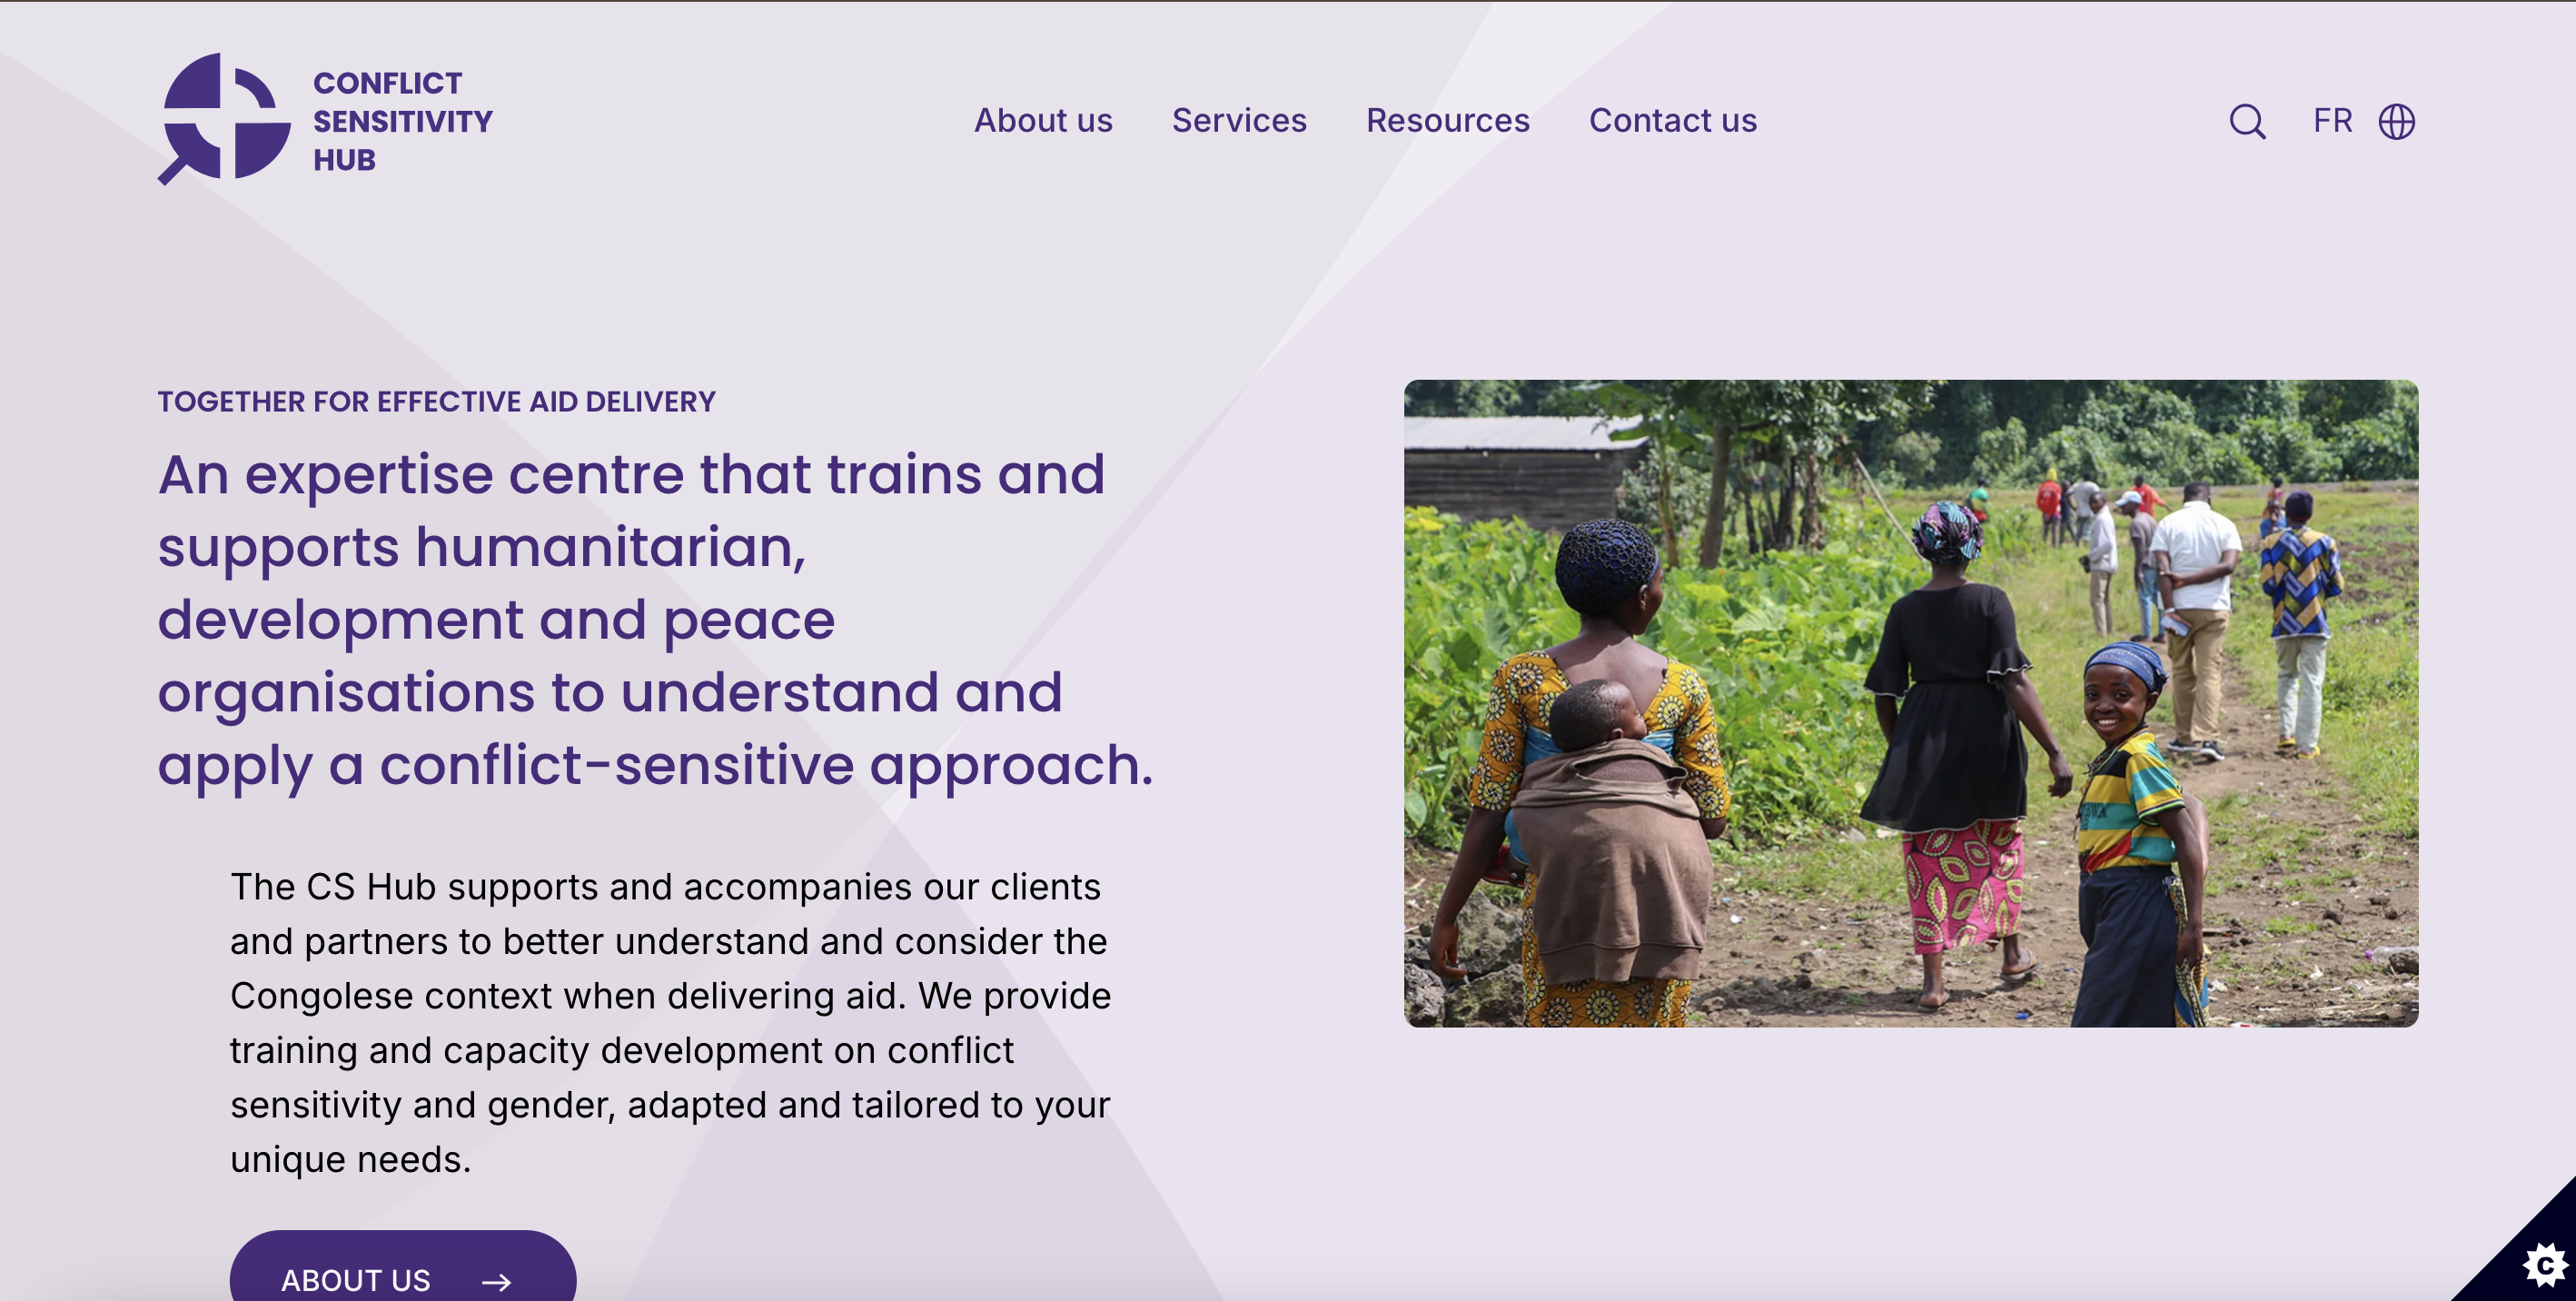 CONFLICT
SENSITIVITY
HUB
About us
Services
Resources
Contact us
FR
TOGETHER FOR EFFECTIVE AID DELIVERY
An expertise centre that trains and
supports humanitarian,
development and peace
organisations to understand and
apply a conflict-sensitive approach.
The CS Hub supports and accompanies our clients
and partners to better understand and consider the
Congolese context when delivering aid. We provide
training and capacity development on conflict
sensitivity and gender, adapted and tailored to your
unique needs.
ABOUT US
C